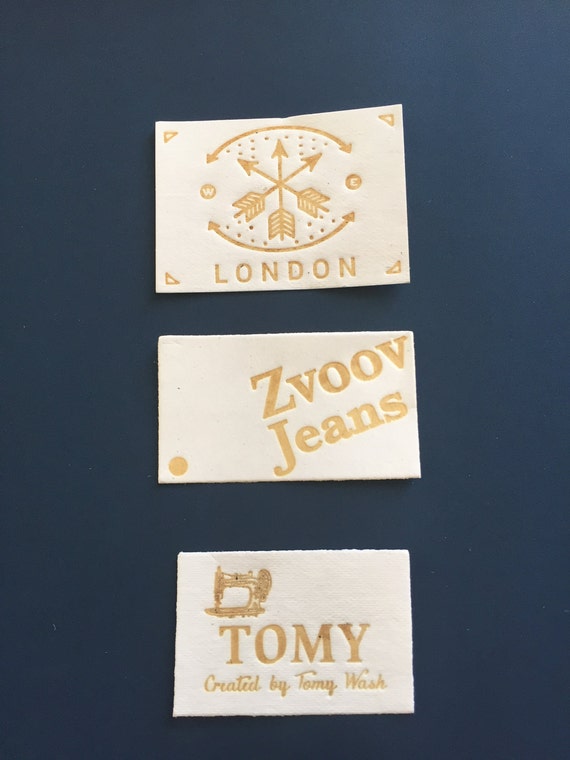 W E
LONDON
Zvoov
Jeans
TOMY
Created by Tomy Wash